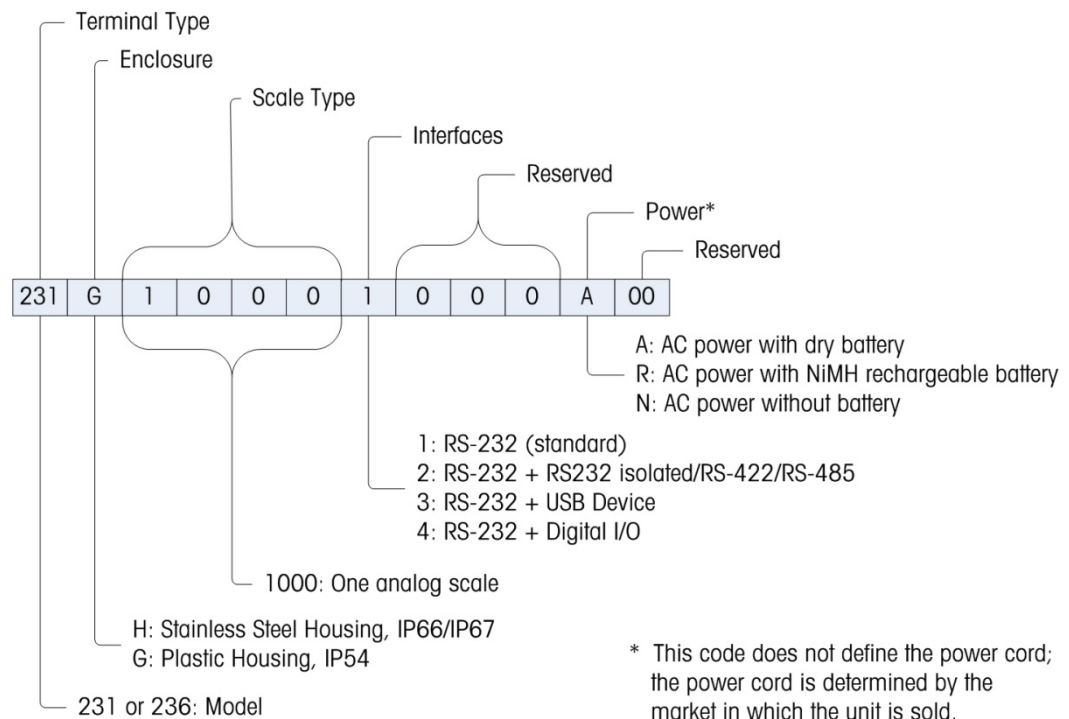 Terminal Type
Enclosure
Scale Type
Interfaces
Reserved
Power*
Reserved
231 G 1 0 0 0 1 0 0 0 A 00
A: AC power with dry battery
R: AC power with NiMH rechargeable battery
N: AC power without battery
1: RS-232 (standard)
2: RS-232 + RS232 isolated/RS-422/RS-485
3: RS-232 + USB Device
4: RS-232 + Digital I/O
1000: One analog scale
H: Stainless Steel Housing, IP66/IP67
G: Plastic Housing, IP54
231 or 236: Model
* This code does not define the power cord;
the power cord is determined by the
market in which the unit is sold.